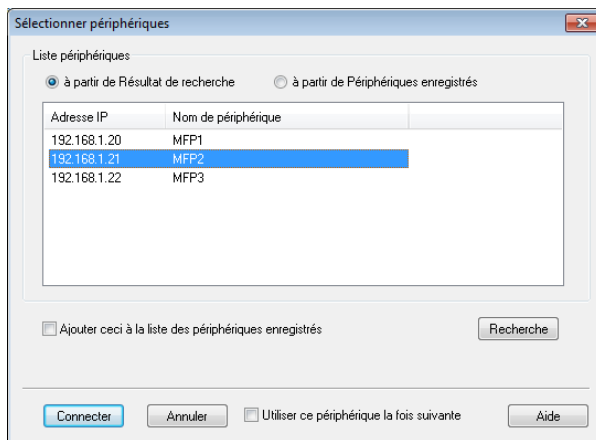 Sélectionner périphériques
Liste périphériques
à partir de Résultat de recherche à partir de Périphériques enregistrés
Adresse IP Nom de périphérique
192.168.1.20 MFP1
192.168.1.21 MFP2
192.168.1.22 MFP3
Ajouter ceci à la liste des périphériques enregistrés Recherche
Connecter Annuler Utiliser ce périphérique la fois suivante Aide